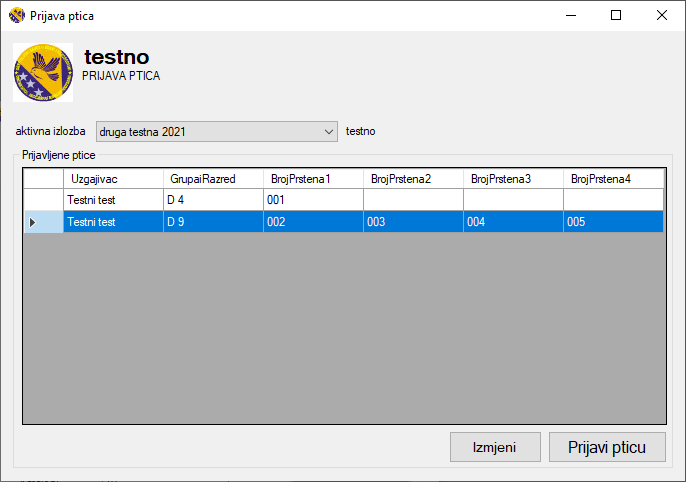 Prijava ptica
testno
PRIJAVA PTICA
aktivna izlozba druga testna 2021 testno
Prijavljene ptice
Uzgajivac GrupaiRazred BrojPrstena1 BrojPrstena2 BrojPrstena3 BrojPrstena4
Testni test D 4 001
Testni test D 9 002 003 004 005
Izmjeni Prijavi pticu